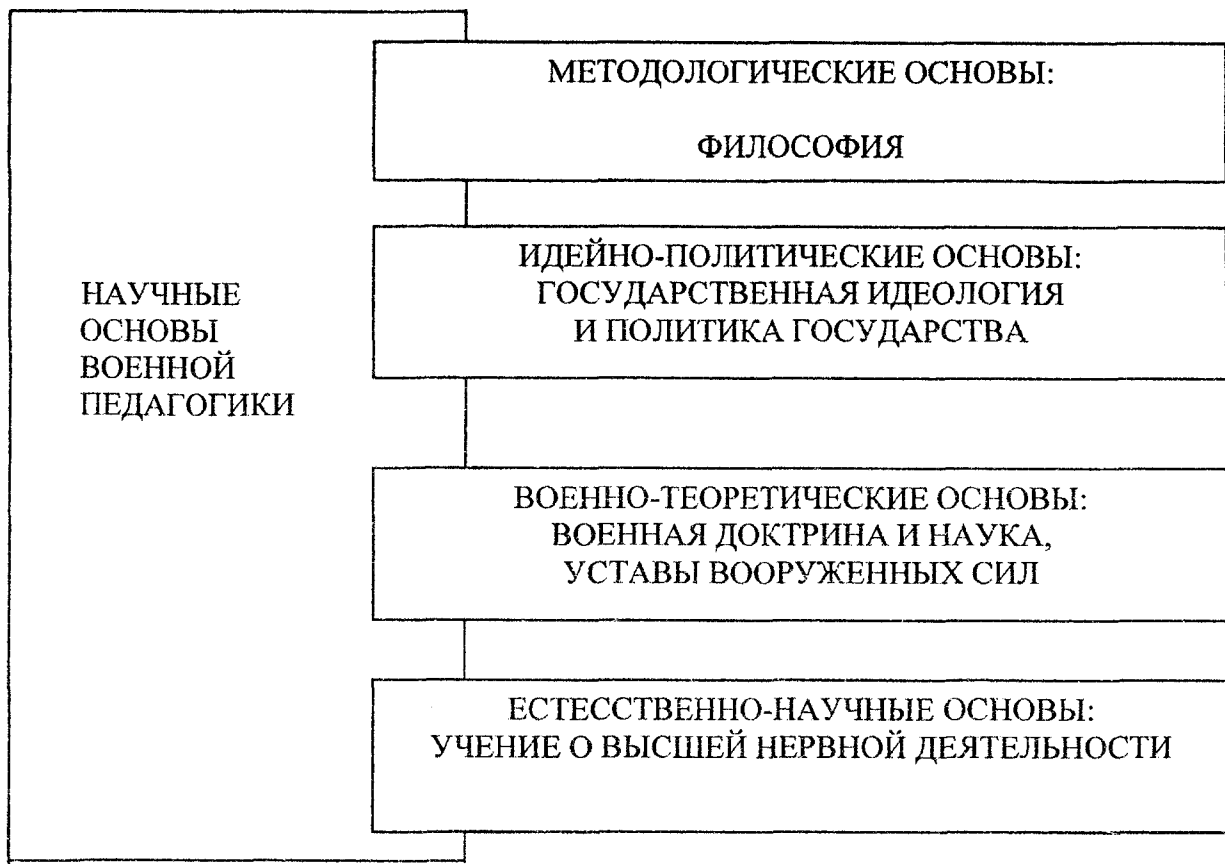 НАУЧНЫЕ
ОСНОВЫ
ВОЕННОЙ
ПЕДАГОГИКИ
МЕТОДОЛОГИЧЕСКИЕ ОСНОВЫ:
ФИЛОСОФИЯ
ИДЕЙНО-ПОЛИТИЧЕСКИЕ ОСНОВЫ:
ГОСУДАРСТВЕННАЯ ИДЕОЛОГИЯ
И ПОЛИТИКА ГОСУДАРСТВА
ВОЕННО-ТЕОРЕТИЧЕСКИЕ ОСНОВЫ:
ВОЕННАЯ ДОКТРИНА И НАУКА,
УСТАВЫ ВООРУЖЕННЫХ СИЛ
ЕСТЕССТВЕННО-НАУЧНЫЕ ОСНОВЫ:
УЧЕНИЕ О ВЫСШЕЙ НЕРВНОЙ ДЕЯТЕЛЬНОСТИ